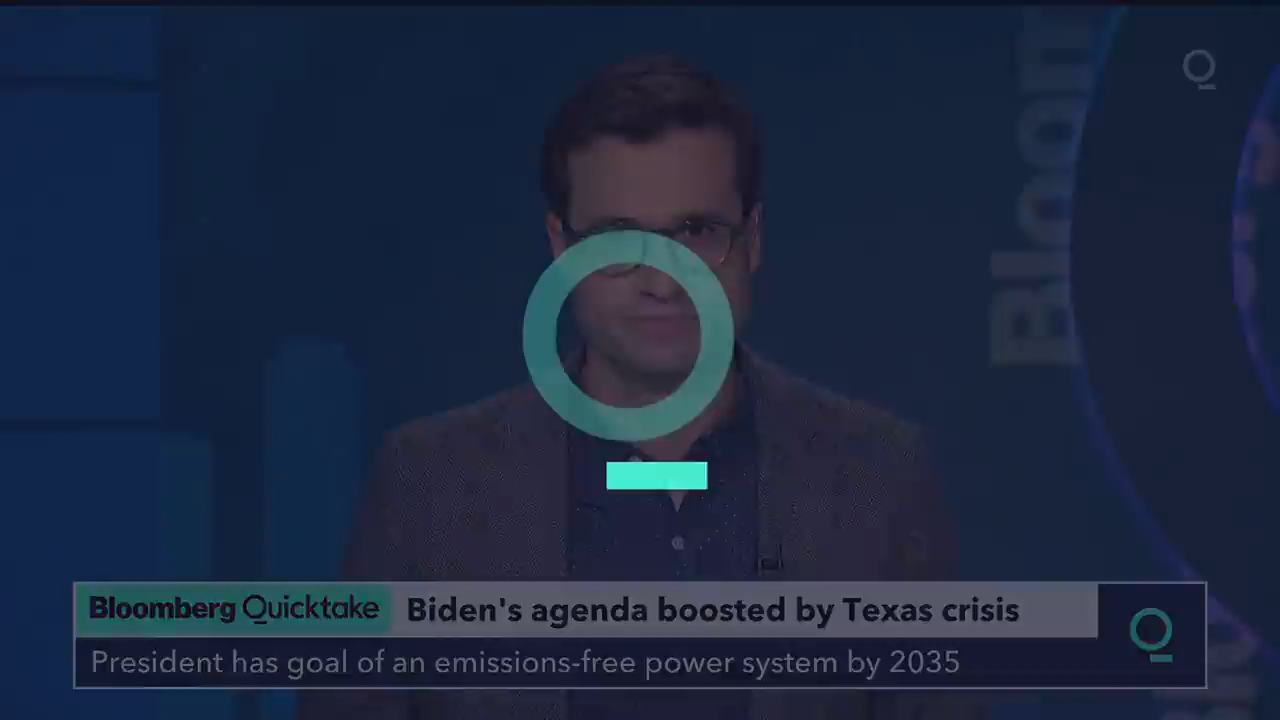 Bloom
Bloomberg Quicktake
Biden's agenda boosted by Texas crisis
President has goal of an emissions-free power system by 2035